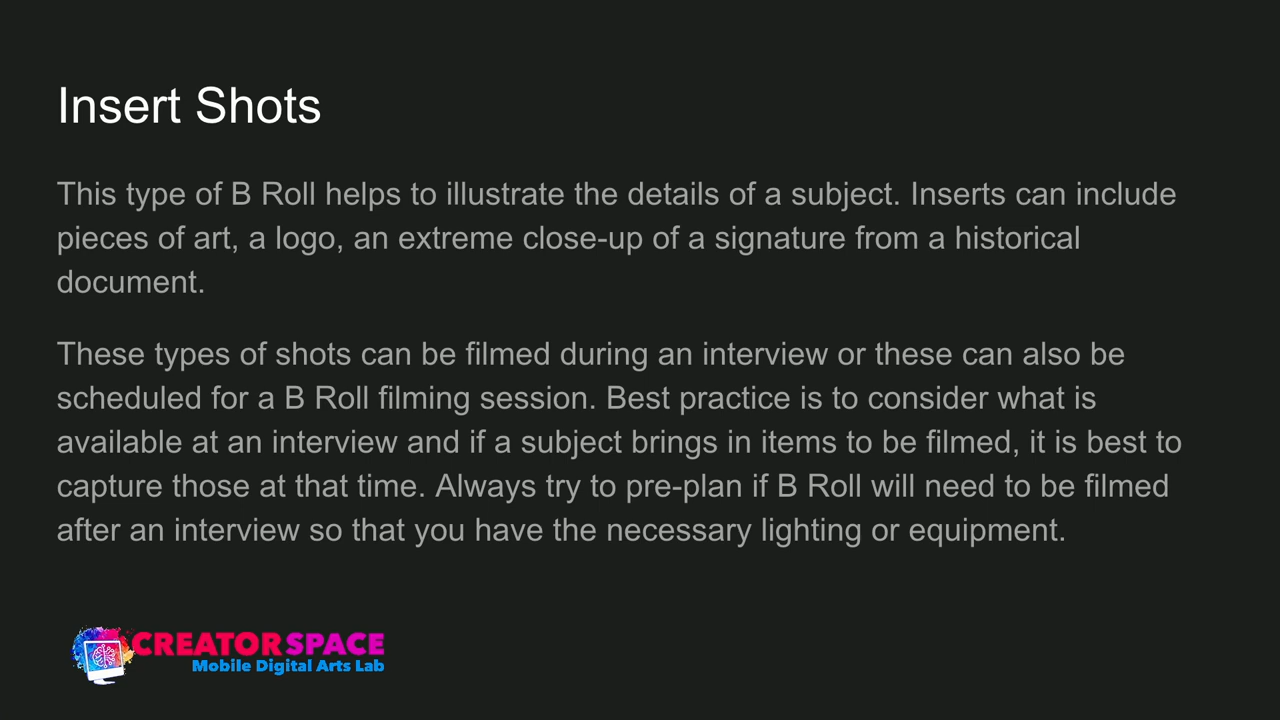 Insert Shots
This type of B Roll helps to illustrate the details of a subject. Inserts can include
pieces of art, a logo, an extreme close-up of a signature from a historical
document.
These types of shots can be filmed during an interview or these can also be
scheduled for a B Roll filming session. Best practice is to consider what is
available at an interview and if a subject brings in items to be filmed, it is best to
capture those at that time. Always try to pre-plan if B Roll will need to be filmed
after an interview so that you have the necessary lighting or equipment.
CREATORSPACE
Mobile Digital Arts Lab